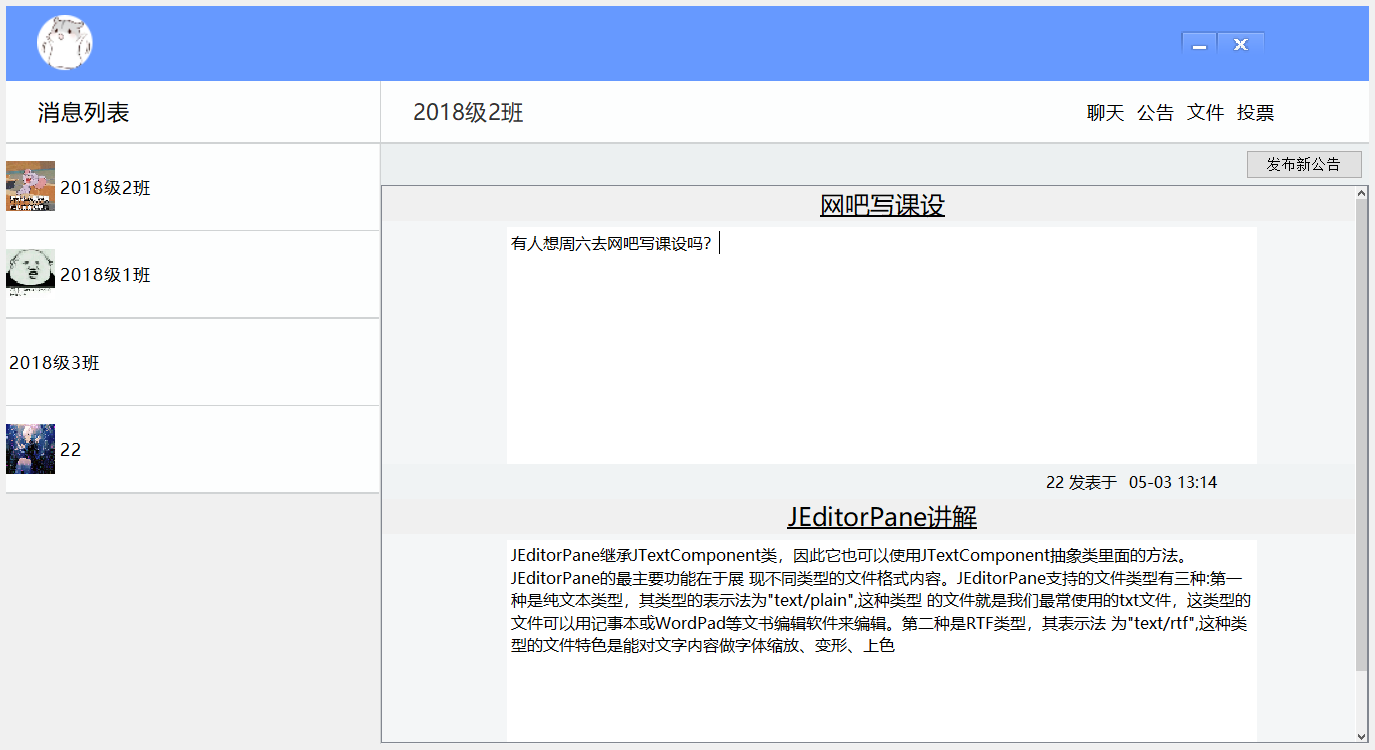 消息列表
2018级2班
聊天 公告 文件 投票
2018级2班
2018级1班
2018级3班
22
发布新公告
网吧写课设
有人想周六去网吧写课设吗？
22 发表于 05-03 13:14
JEditorPane讲解
JEditorPane继承JTextComponent类，因此它也可以使用JTextComponent抽象类里面的方法。
JEditorPane的最主要功能在于展 现不同类型的文件格式内容。JEditorPane支持的文件类型有三种:第一
种是纯文本类型，其类型的表示法为"text/plain",这种类型 的文件就是我们最常使用的txt文件，这类型的
文件可以用记事本或WordPad等文书编辑软件来编辑。第二种是RTF类型，其表示法 为"text/rtf",这种类
型的文件特色是能对文字内容做字体缩放、变形、上色